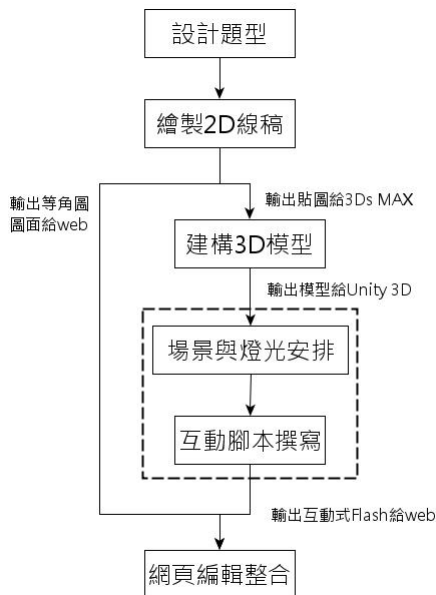 設計題型
繪製2D線稿
輸出等角圖
圖面給web
輸出貼圖給3Ds MAX
建構3D模型
輸出模型給Unity 3D
場景與燈光安排
互動腳本撰寫
輸出互動式Flash給web
網頁編輯整合